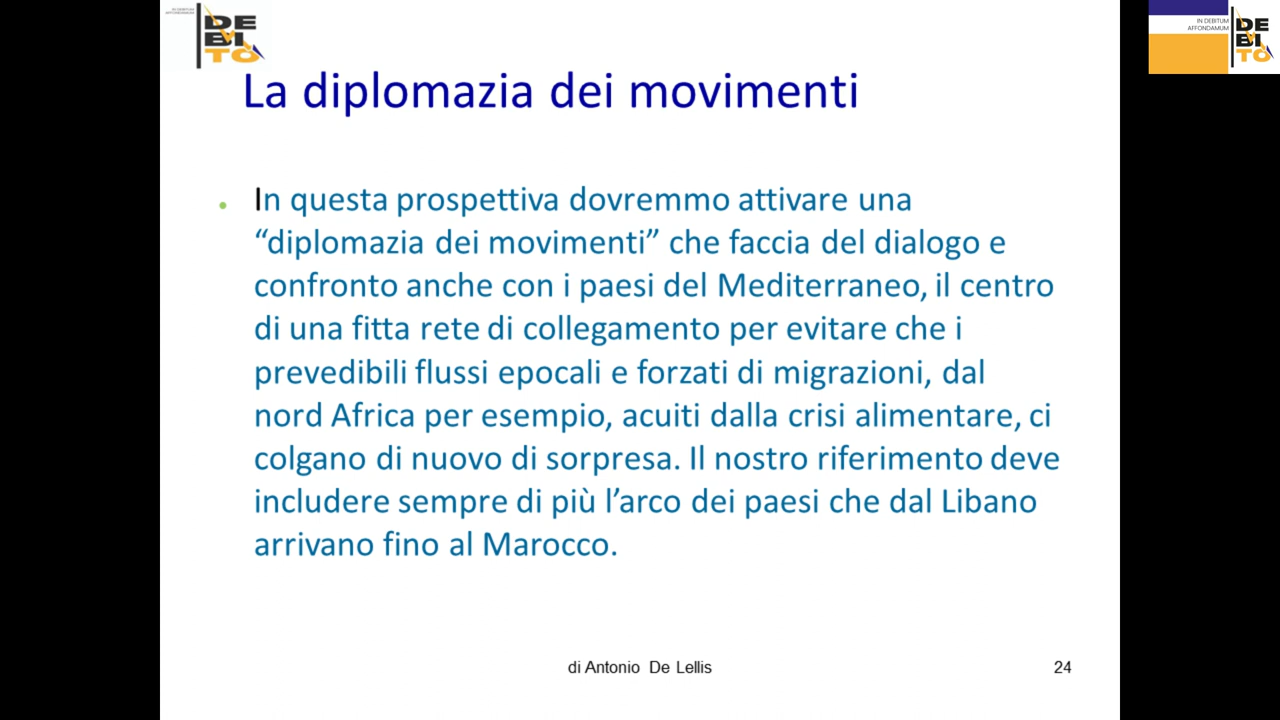 IN DEBITUM
AFFONDAMUM
DE
BI
TO
IN DEBITUM
AFFONDAMUM
DE
BI
TO
La diplomazia dei movimenti
• In questa prospettiva dovremmo attivare una
“diplomazia dei movimenti” che faccia del dialogo e
confronto anche con i paesi del Mediterraneo, il centro
di una fitta rete di collegamento per evitare che i
prevedibili flussi epocali e forzati di migrazioni, dal
nord Africa per esempio, acuiti dalla crisi alimentare, ci
colgano di nuovo di sorpresa. Il nostro riferimento deve
includere sempre di più l’arco dei paesi che dal Libano
arrivano fino al Marocco.
di Antonio De Lellis
24